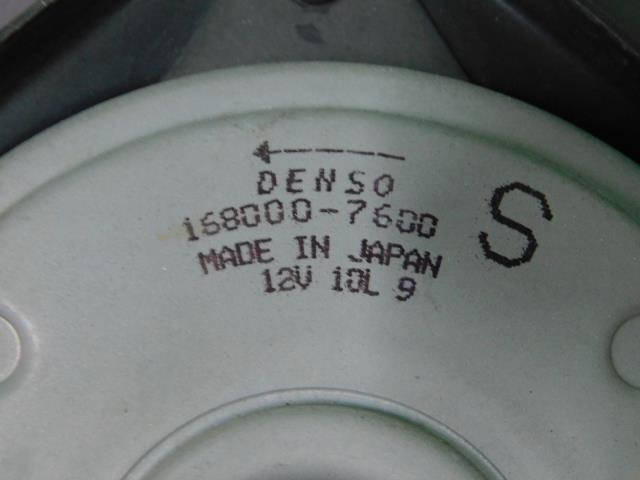 DENSO
168000-7600
MADE IN JAPAN
12V 10L 9
S